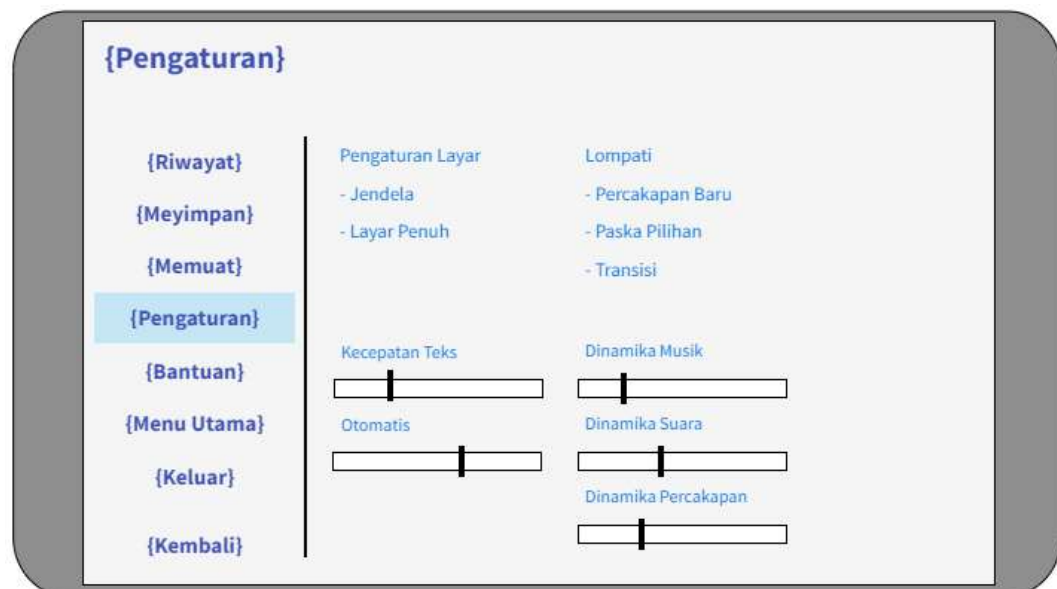 {Pengaturan}
{Riwayat}
{Meyimpan}
{Memuat}
{Pengaturan}
{Bantuan}
{Menu Utama}
{Keluar}
{Kembali}
Pengaturan Layar
- Jendela
- Layar Penuh
Lompati
- Percakapan Baru
- Paska Pilihan
- Transisi
Kecepatan Teks
Otomatis
Dinamika Musik
Dinamika Suara
Dinamika Percakapan